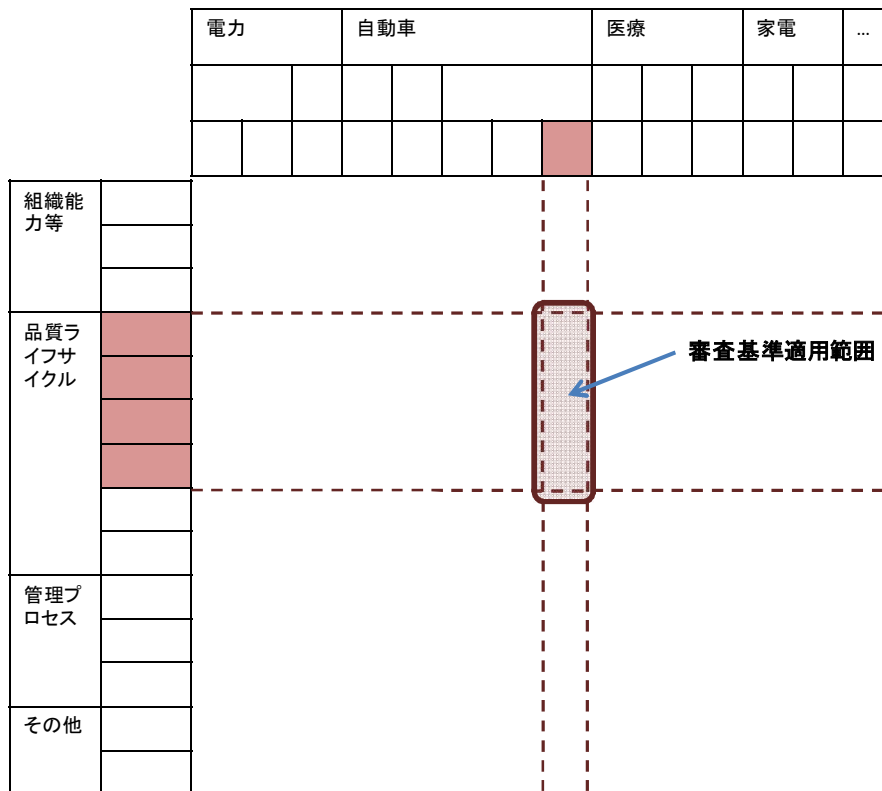 電力
自動車
医療
家電
...
組織能
力等
品質ラ
イフサ
イクル
審査基準適用範囲
管理プ
ロセス
その他